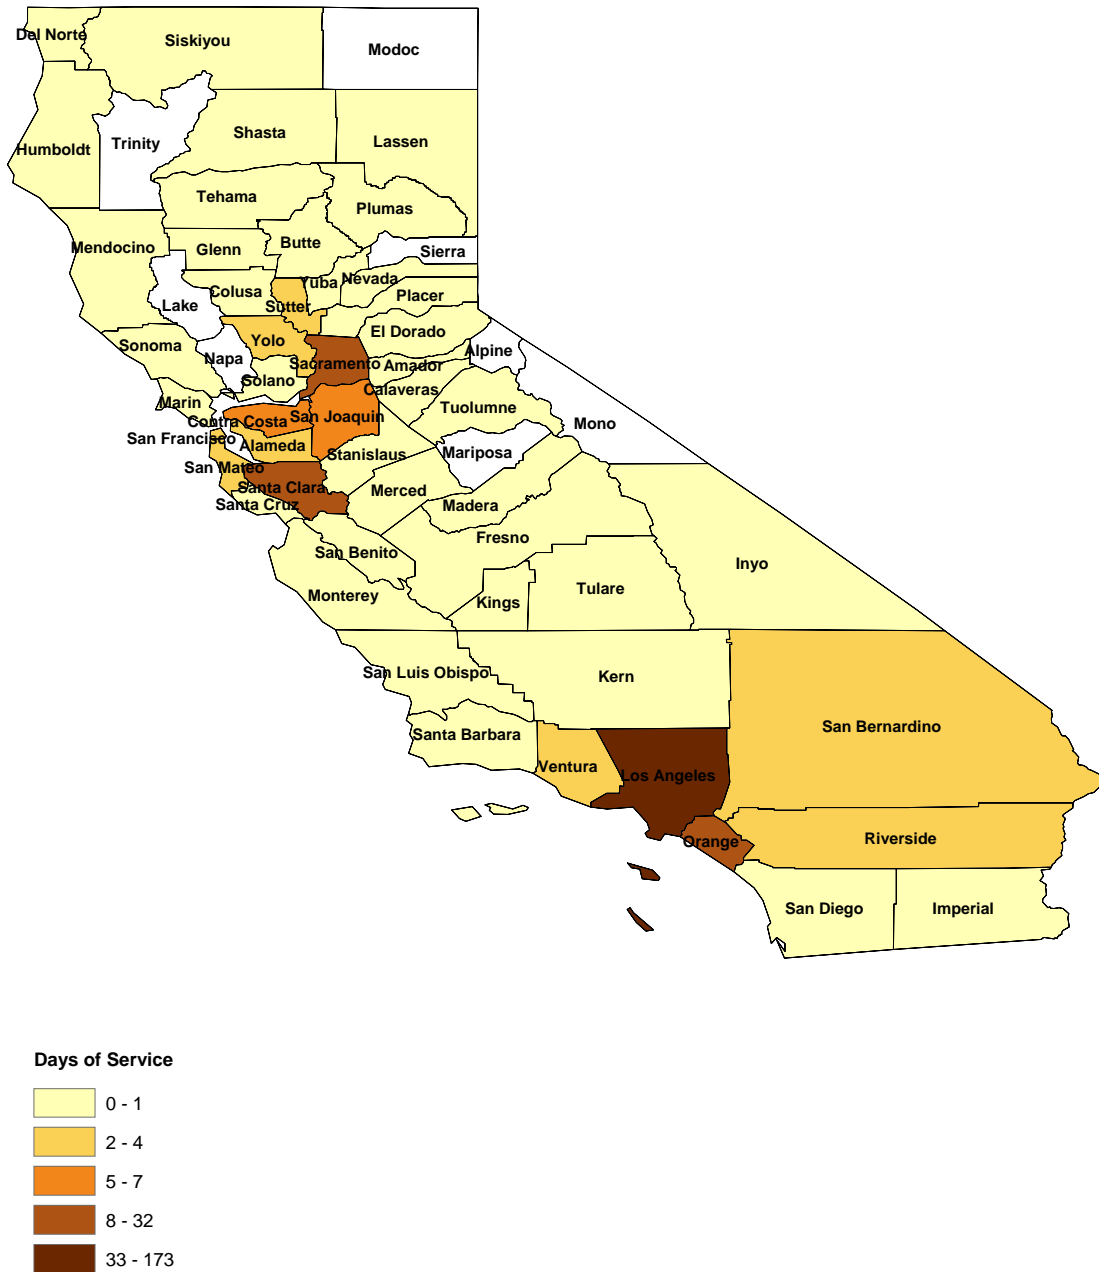 Del Norte
Siskiyou
Modoc
Humboldt
Trinity
Shasta
Lassen
Tehama
Plumas
Mendocino
Glenn
Butte
Sierra
Lake
Colusa
Sutter
Yuba
Nevada
Placer
Sonoma
Napa
Yolo
El Dorado
Solano
Sacramento
Amador
Alpine
Marin
Calaveras
Contra Costa
San Joaquin
Tuolumne
Mono
San Francisco
Alameda
Stanislaus
Mariposa
San Mateo
Santa Clara
Merced
Santa Cruz
Madera
Fresno
San Benito
Inyo
Monterey
Kings
Tulare
San Luis Obispo
Kern
Santa Barbara
San Bernardino
Ventura
Los Angeles
Orange
Riverside
San Diego
Imperial
Days of Service
0 - 1
2 - 4
5 - 7
8 - 32
33 - 173